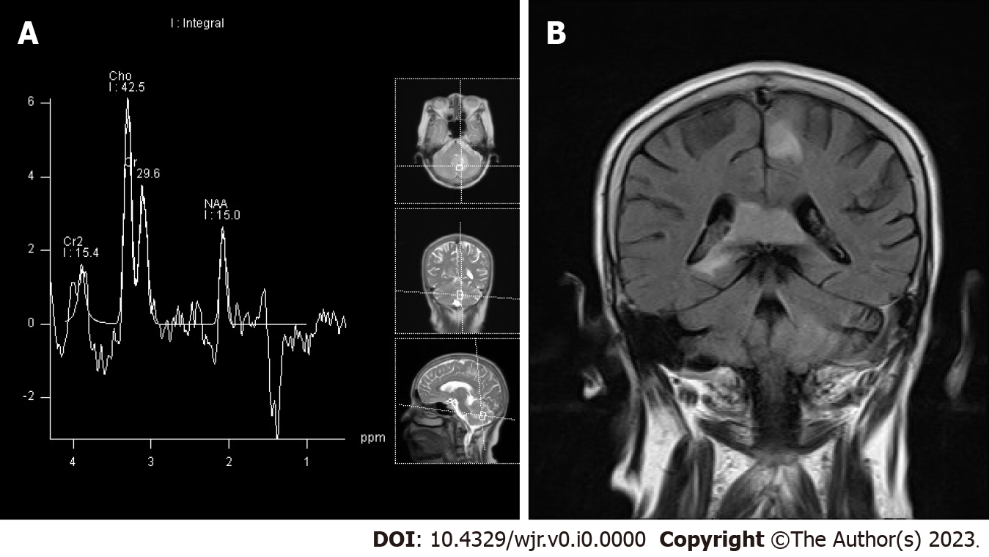 A
I : Integral
Cho
I : 42.5
Cr
29.6
NAA
I : 15.0
Cr2
I : 15.4
6
4
2
0
-2
4
3
2
1
ppm
B
DOI: 10.4329/wjr.v0.i0.0000 Copyright ©The Author(s) 2023.